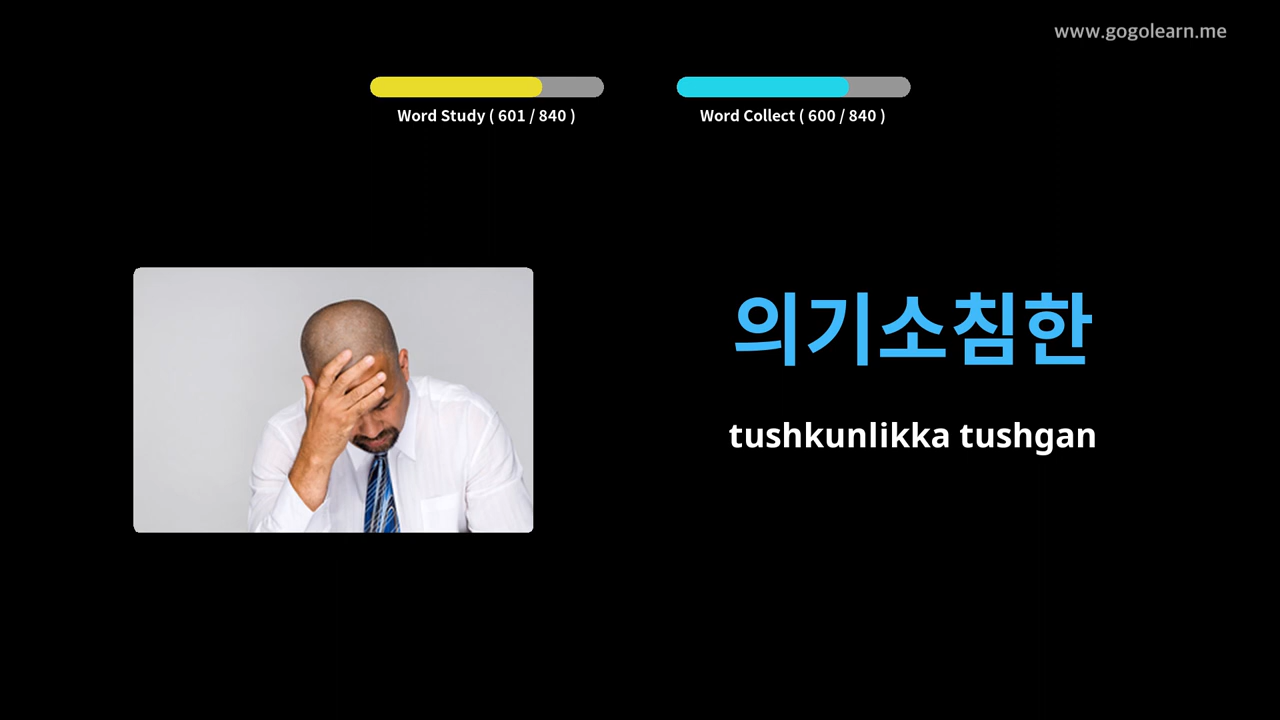 www.gogolearn.me
Word Study ( 601 / 840 )
Word Collect ( 600 / 840 )
의기소침한
tushkunlikka tushgan